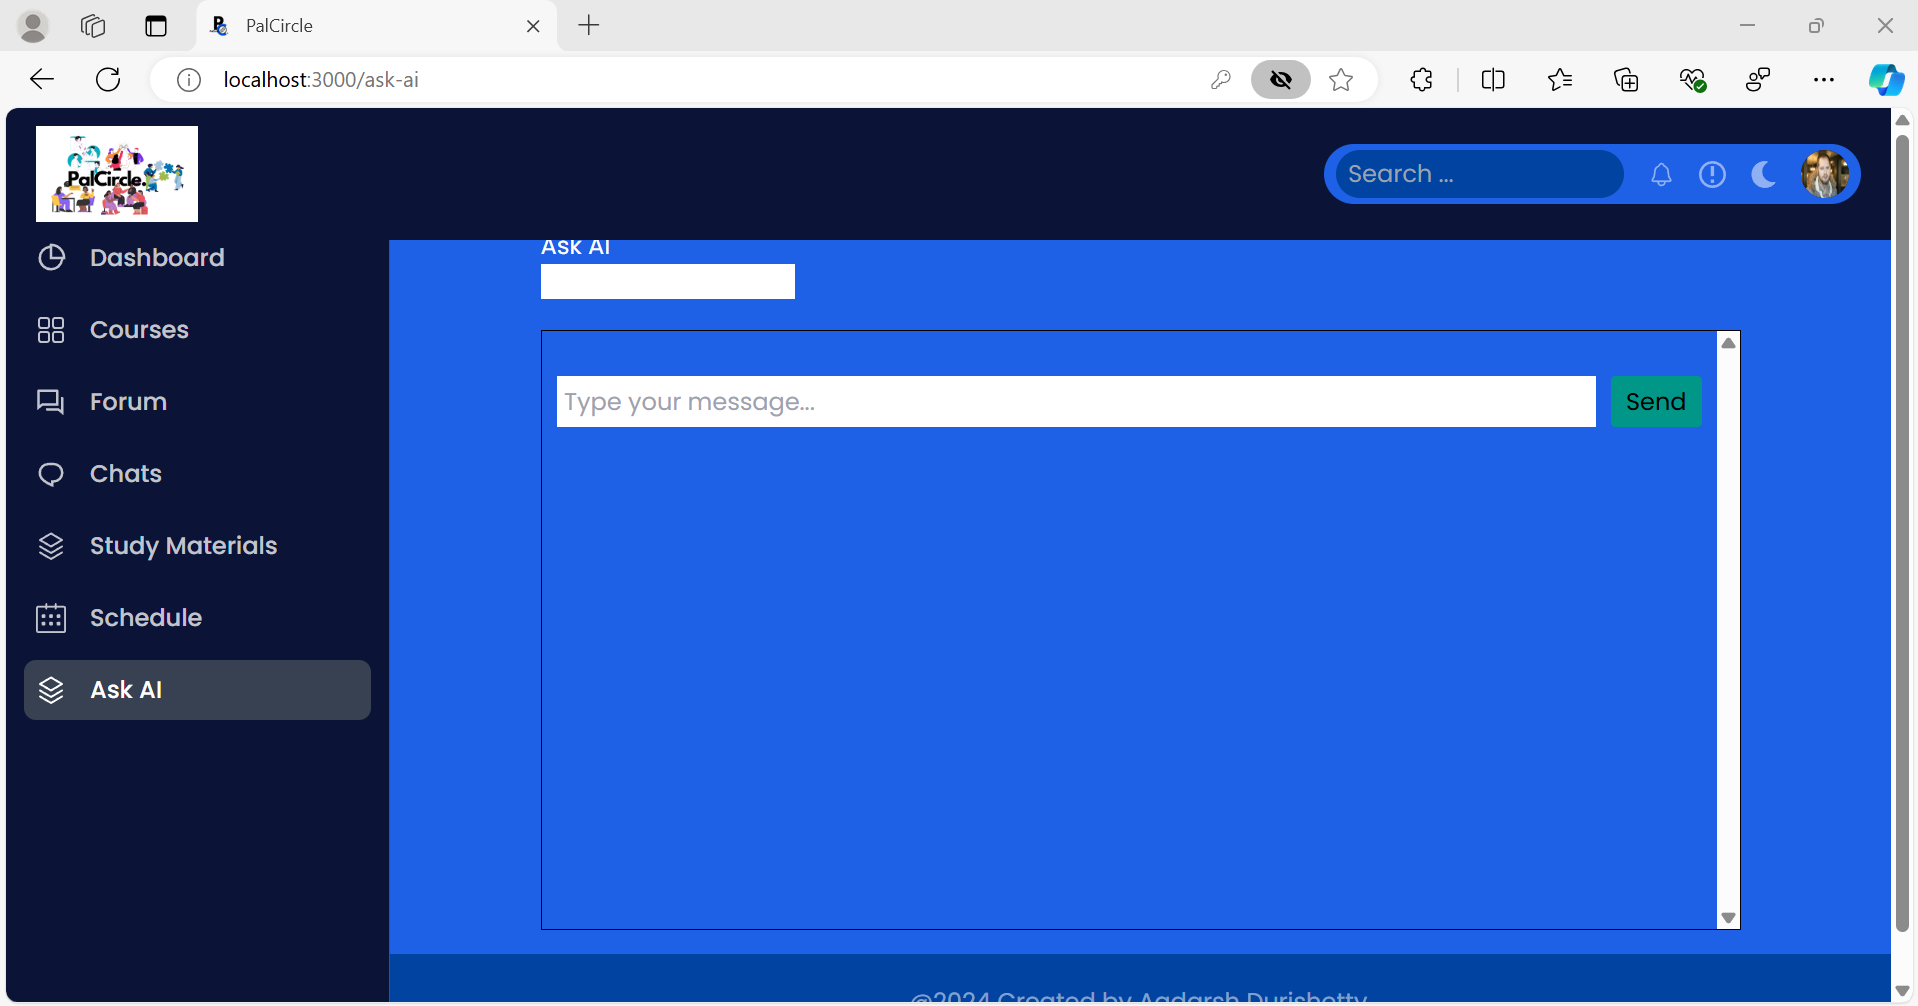 PalCircle
localhost:3000/ask-ai
PalCircle.
Search ...
Dashboard
Ask AI
Courses
Type your message...
Send
Forum
Chats
Study Materials
Schedule
Ask AI
@2024 Created by Aadarsh Durishetty